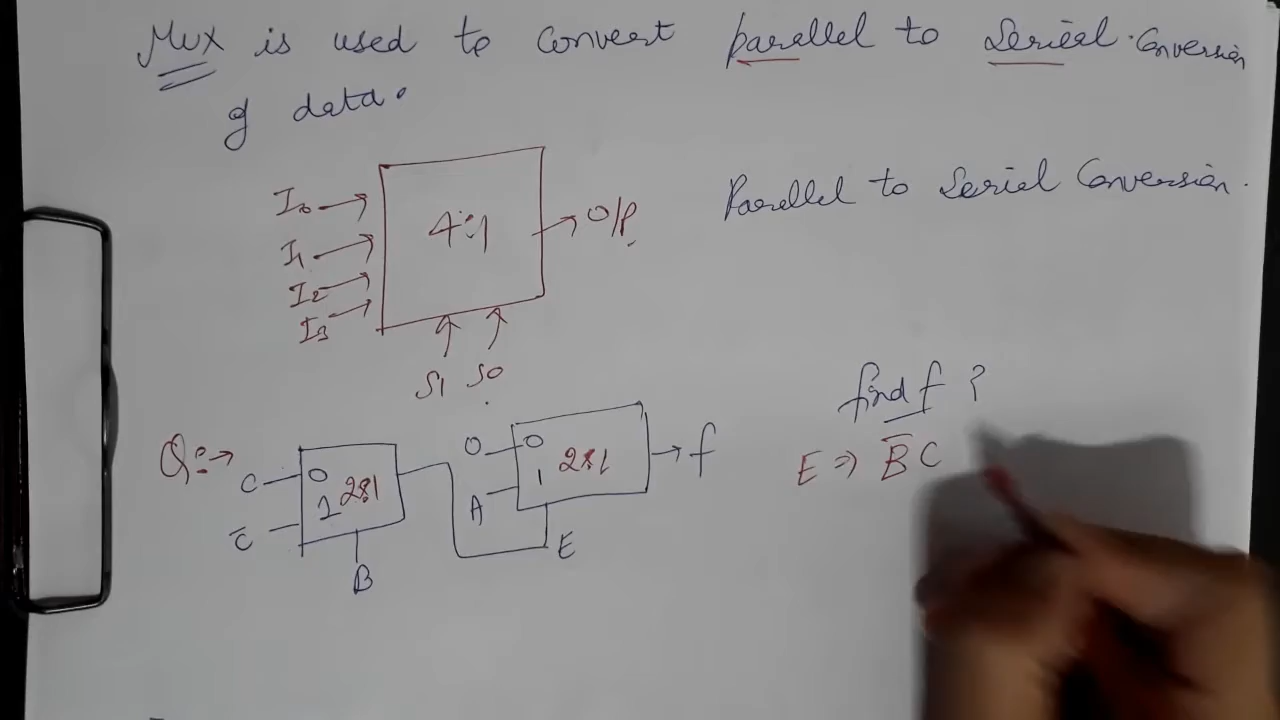 Mux is used to convert parallel to Serial Conversion
of data.
Parallel to Serial Conversion.
I0
I1
I2
I3
4:1
O/P
S1 S0
find f ?
E ⇒ B̅ C
Q:→
C
C̅
0
1
2:1
B
0
A
0
1
2:1
E
f